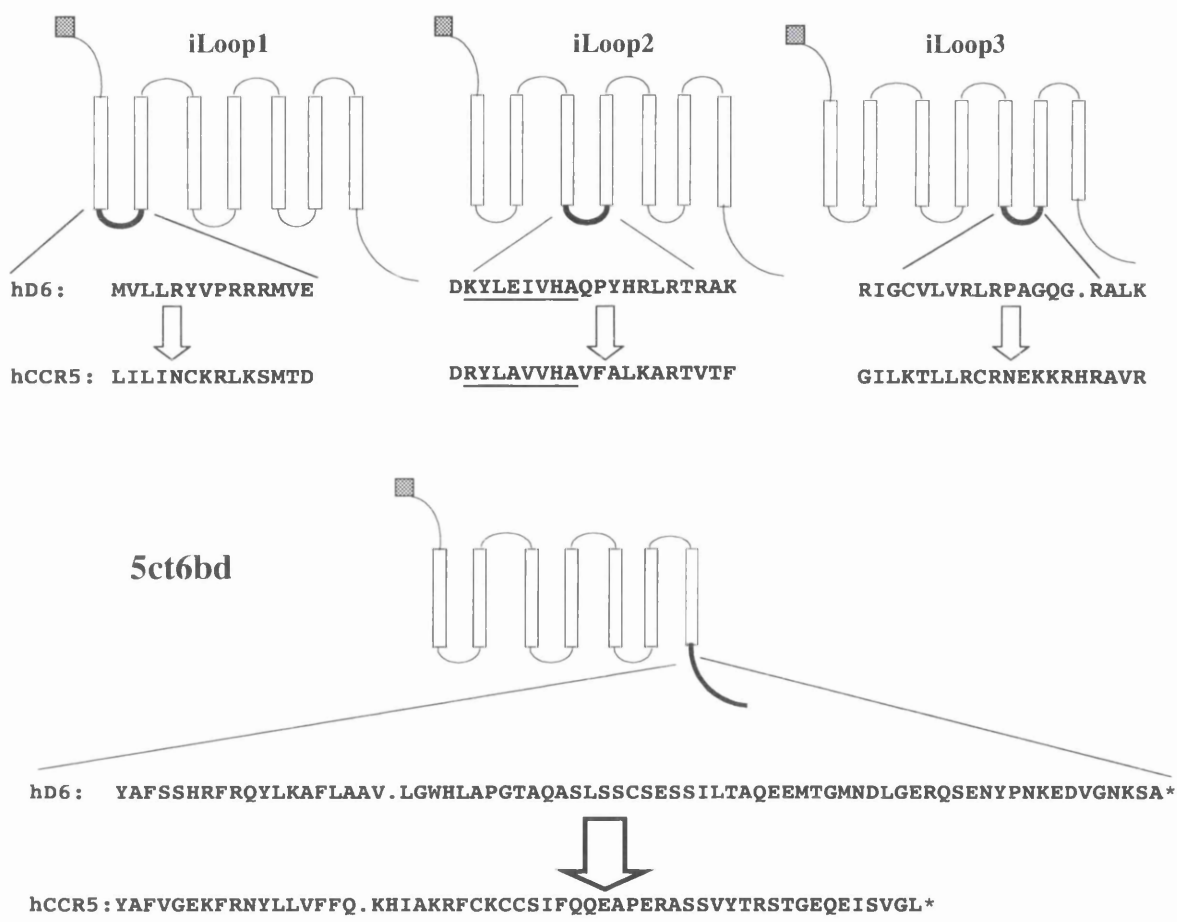 iLoop1 iLoop2 iLoop3
hD6: MVLLRYVPRRRMVE DKYLEIVHAQPYHRLRTRAK RIGCVLVRLRPAGQG.RALK
hCCR5: LILINCKRLKSMTD DRYLAVVHAVFALKARTVTF GILKTLLRCRNEKKRHRAVR
5ct6bd
hD6: YAFSSHRFRQYLKAFLAAV.LGWHLAPGTAQASLSSCSESSILTAQEEMTGMNDLGERQSENYPNKEDVGNKSA*
hCCR5:YAFVGEKFRNYLLVFFQ.KHIAKRFCKCCSIFQQEAPERASSVYTRSTGEQEISVGL*